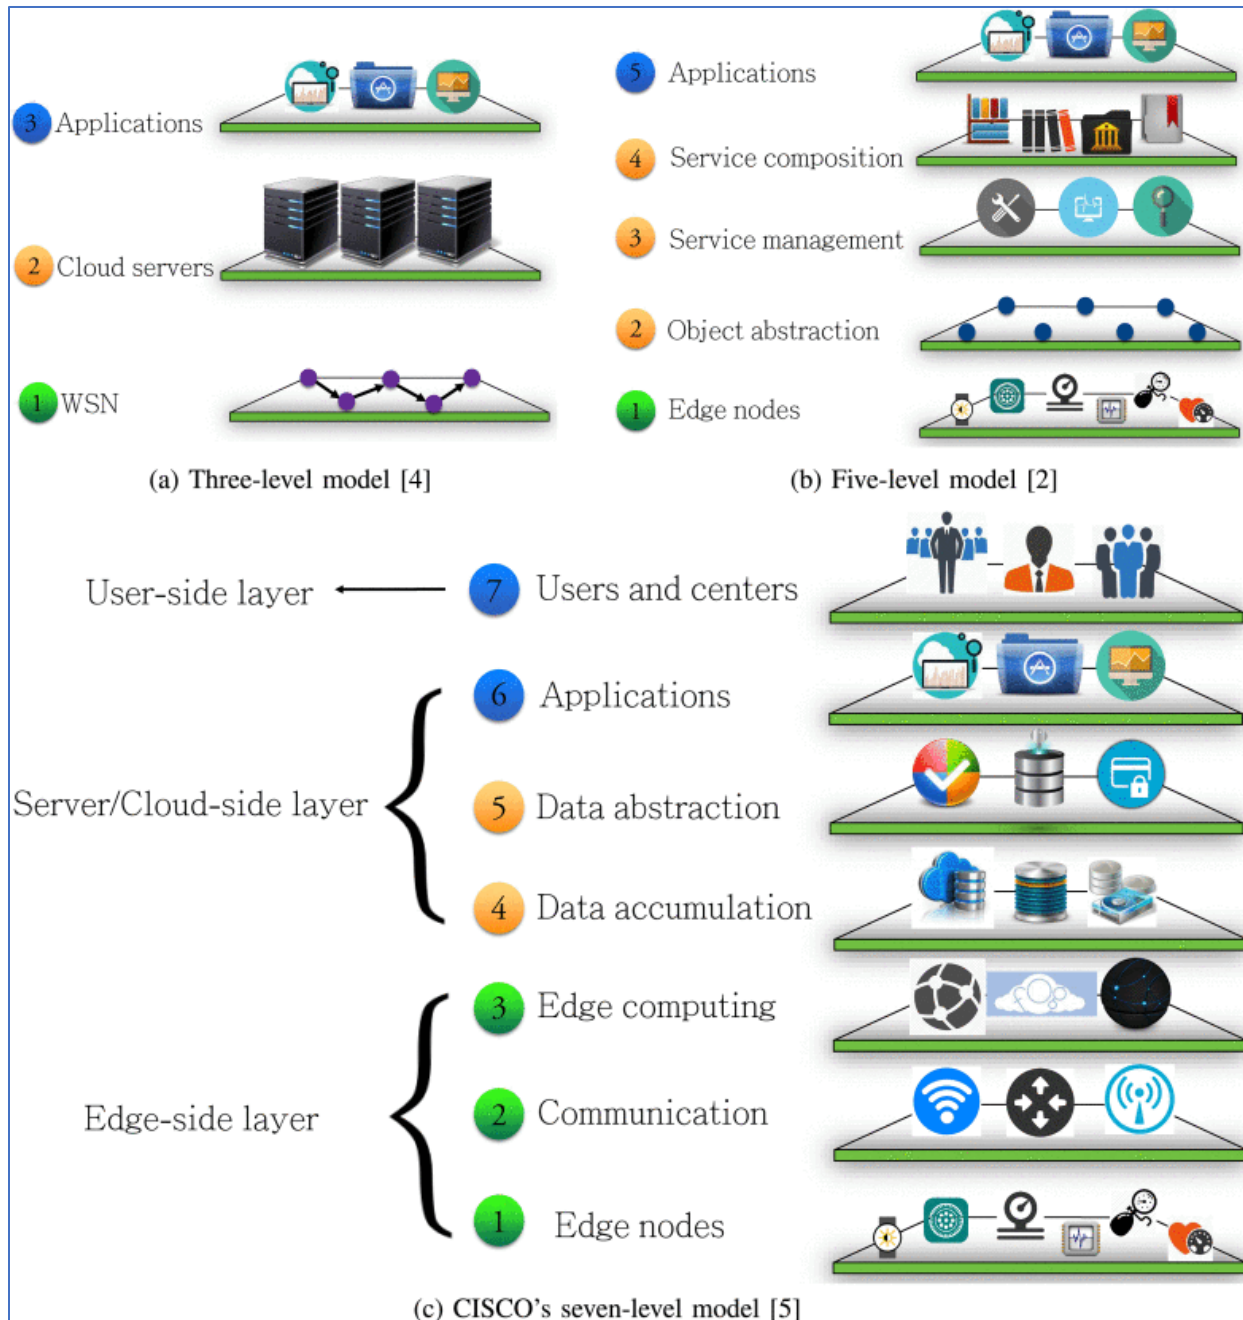 3 Applications
2 Cloud servers
1 WSN
(a) Three-level model [4]
5 Applications
4 Service composition
3 Service management
2 Object abstraction
1 Edge nodes
(b) Five-level model [2]
User-side layer
7 Users and centers
6 Applications
Server/Cloud-side layer
5 Data abstraction
4 Data accumulation
3 Edge computing
Edge-side layer
2 Communication
1 Edge nodes
(c) CISCO's seven-level model [5]